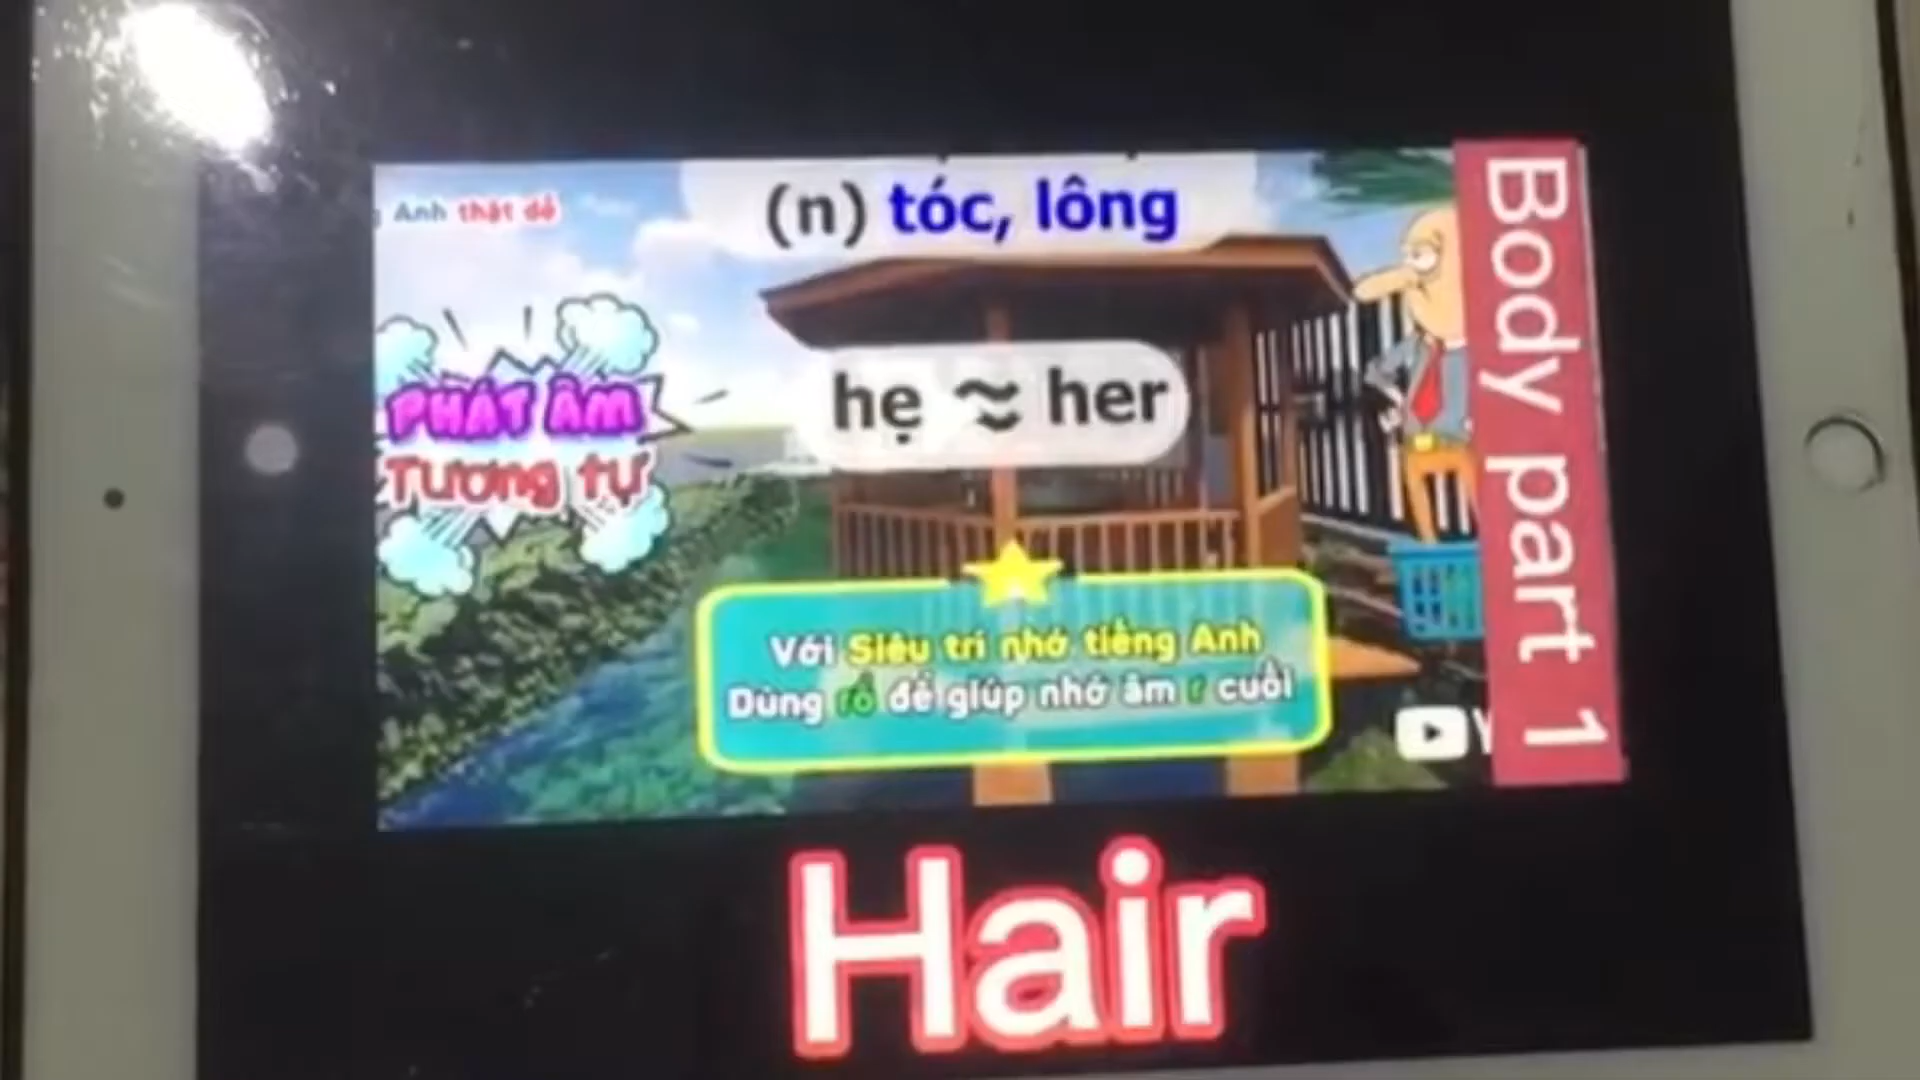 Anh thật dễ
(n) tóc, lông
PHÁT ÂM
Tương tự
hẹ ≈ her
Với Siêu trí nhớ tiếng Anh
Dùng rổ để giúp nhớ âm r cuối
Body part 1
Hair